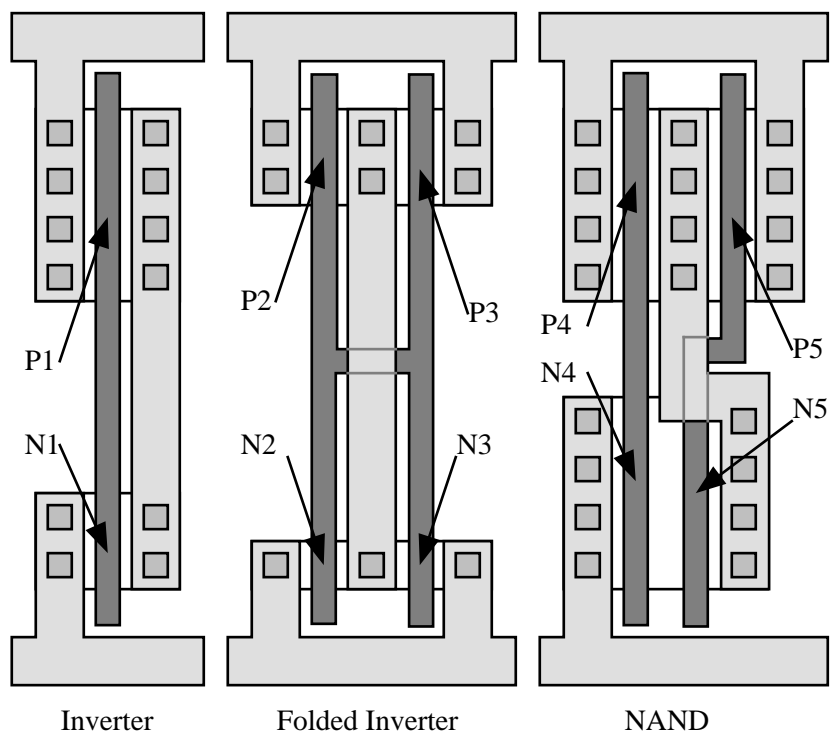 P2
P3
P4
P5
P1
N4
N5
N1
N2
N3
Inverter
Folded Inverter
NAND